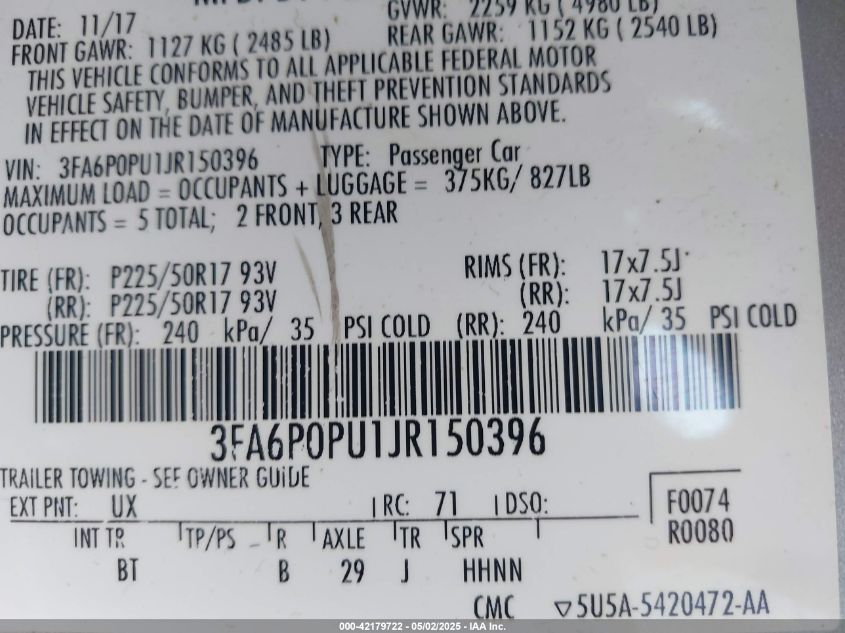 GVWR: 2259 KG ( 4980 LB)
DATE: 11/17 REAR GAWR: 1152 KG ( 2540 LB)
FRONT GAWR: 1127 KG ( 2485 LB)
THIS VEHICLE CONFORMS TO ALL APPLICABLE FEDERAL MOTOR
VEHICLE SAFETY, BUMPER, AND THEFT PREVENTION STANDARDS
IN EFFECT ON THE DATE OF MANUFACTURE SHOWN ABOVE.
VIN: 3FA6P0PU1JR150396 TYPE: Passenger Car
MAXIMUM LOAD = OCCUPANTS + LUGGAGE = 375KG/ 827LB
OCCUPANTS = 5 TOTAL; 2 FRONT, 3 REAR
TIRE (FR): P225/50R17 93V RIMS (FR): 17x7.5J
(RR): P225/50R17 93V (RR): 17x7.5J
PRESSURE (FR): 240 kPa/ 35 PSI COLD (RR): 240 kPa/ 35 PSI COLD
3FA6P0PU1JR150396
TRAILER TOWING - SEE OWNER GUIDE
EXT PNT: UX RC: 71 DSO: F0074
INT TR TP/PS R AXLE TR SPR R0080
BT B 29 J HHNN
CMC ▽5U5A-5420472-AA
000-42179722 - 05/02/2025 - IAA Inc.